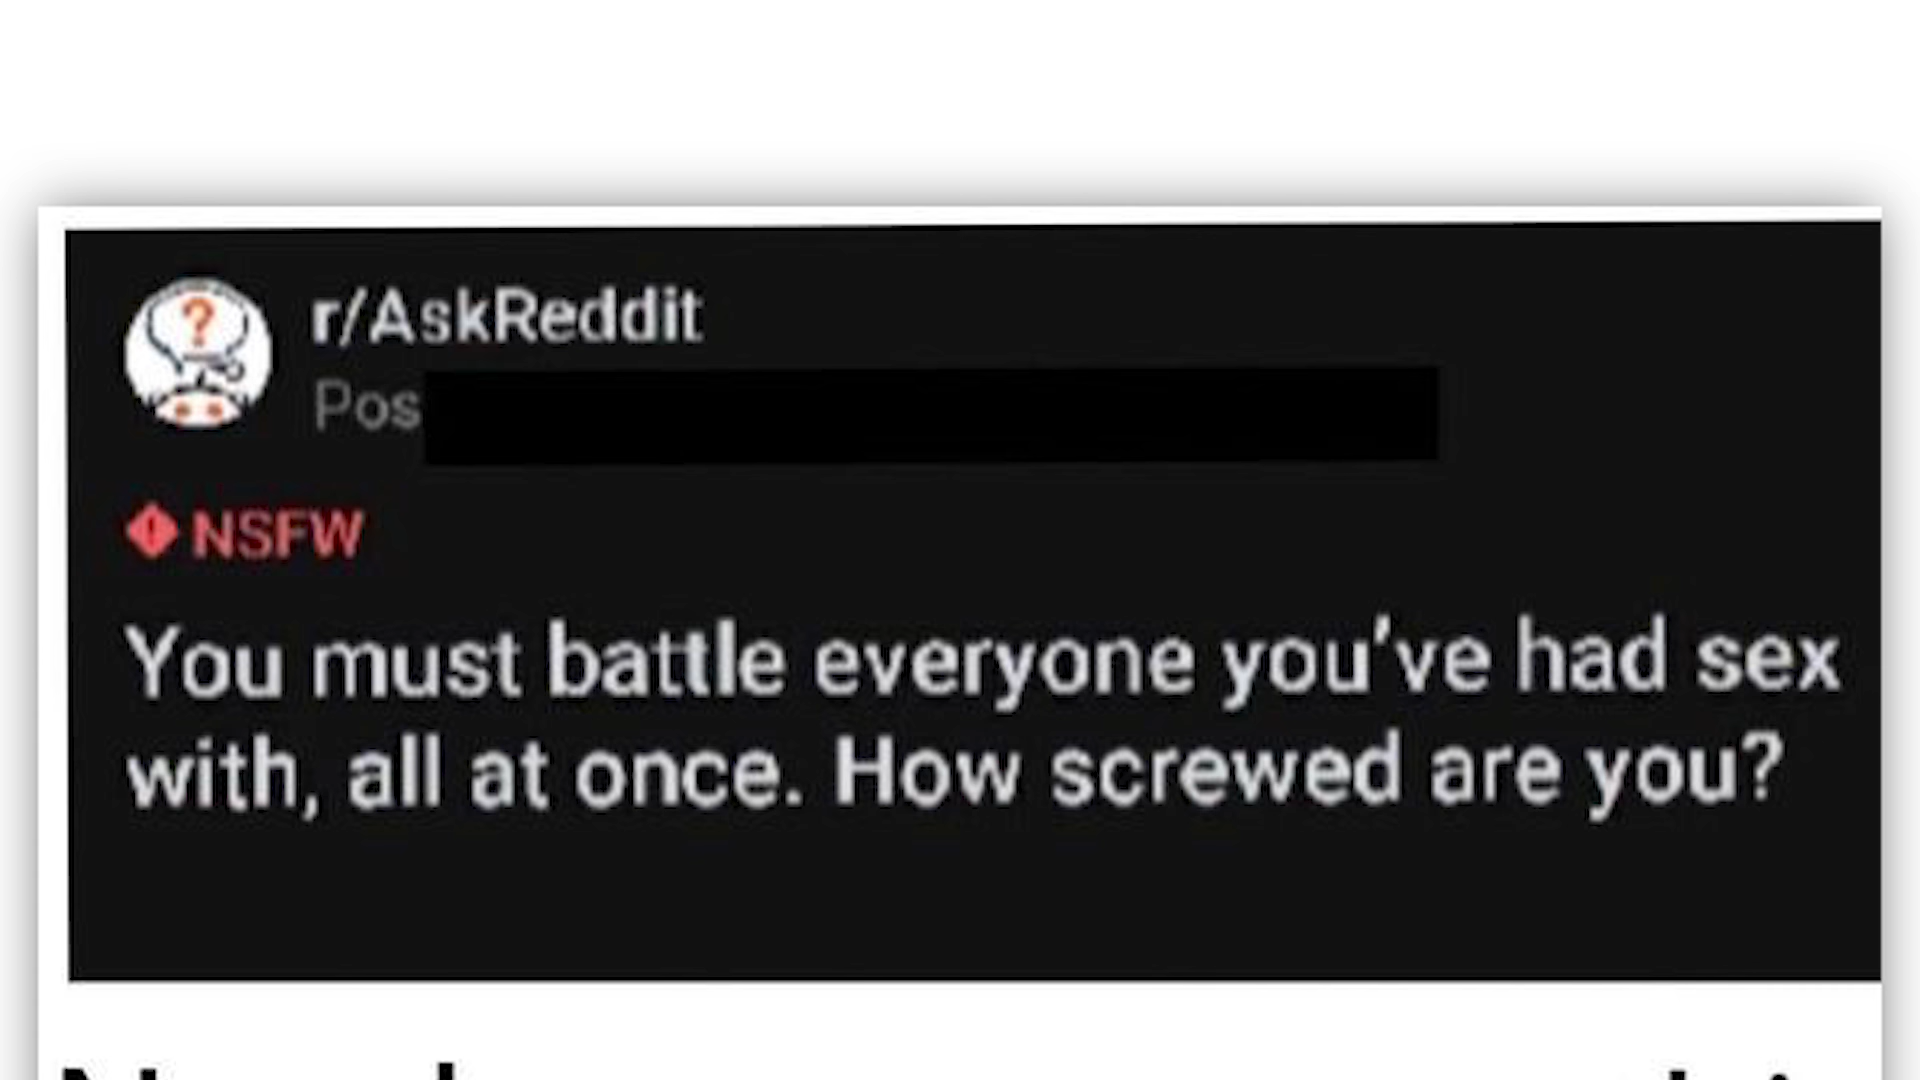 r/AskReddit
Pos
NSFW
You must battle everyone you've had sex
with, all at once. How screwed are you?